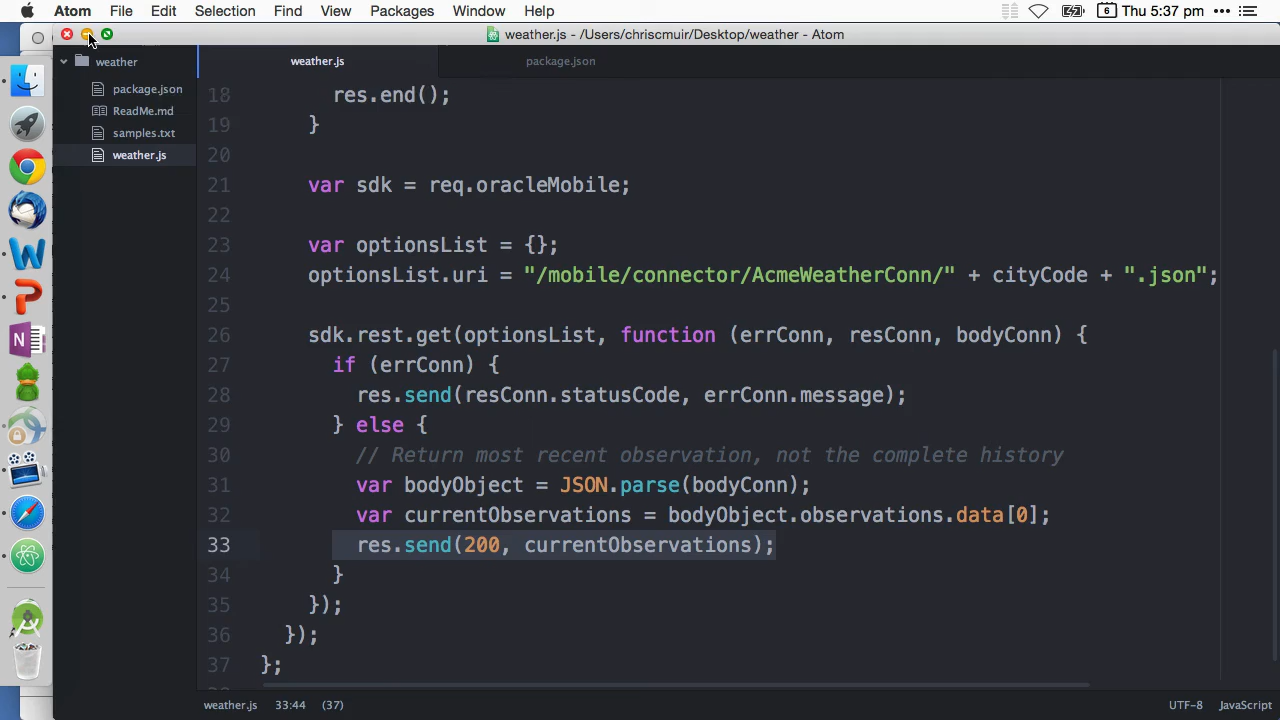 Atom File Edit Selection Find View Packages Window Help 6 Thu 5:37 pm
weather.js - /Users/chriscmuir/Desktop/weather - Atom
weather
package.json
ReadMe.md
samples.txt
weather.js
weather.js package.json
18 res.end();
19 }
20
21 var sdk = req.oracleMobile;
22
23 var optionsList = {};
24 optionsList.uri = "/mobile/connector/AcmeWeatherConn/" + cityCode + ".json";
25
26 sdk.rest.get(optionsList, function (errConn, resConn, bodyConn) {
27 if (errConn) {
28 res.send(resConn.statusCode, errConn.message);
29 } else {
30 // Return most recent observation, not the complete history
31 var bodyObject = JSON.parse(bodyConn);
32 var currentObservations = bodyObject.observations.data[0];
33 res.send(200, currentObservations);
34 }
35 });
36 });
37 };
weather.js 33:44 (37) UTF-8 JavaScript